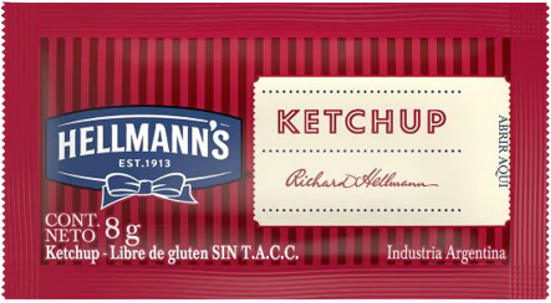 HELLMANN'S
EST.1913
KETCHUP
Richard Hellmann
ABRIR AQUÍ
CONT.
NETO 8 g
Ketchup - Libre de gluten SIN T.A.C.C.
Industria Argentina